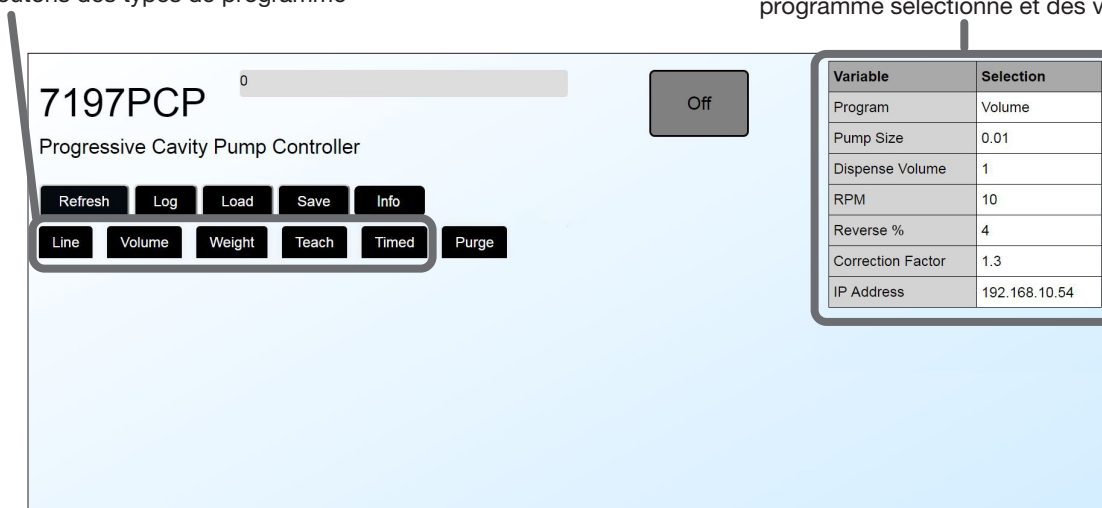 des types de programme
programme sélectionné et des
0
7197PCP
Off
Progressive Cavity Pump Controller
Refresh Log Load Save Info
Line Volume Weight Teach Timed Purge
Variable Selection
Program Volume
Pump Size 0.01
Dispense Volume 1
RPM 10
Reverse % 4
Correction Factor 1.3
IP Address 192.168.10.54